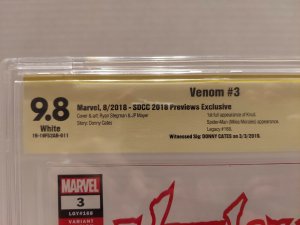 Venom #3
9.8
White
Marvel, 8/2018 - SDCC 2018 Previews Exclusive
Cover & art: Ryan Stegman & JP Mayer
Story: Donny Cates
1st full appearance of Knull.
Spider-Man (Miles Morales) appearance.
Legacy #168.
Witnessed Sig: DONNY CATES on 3/3/2019.
MARVEL
3
LGY#168
VARIANT